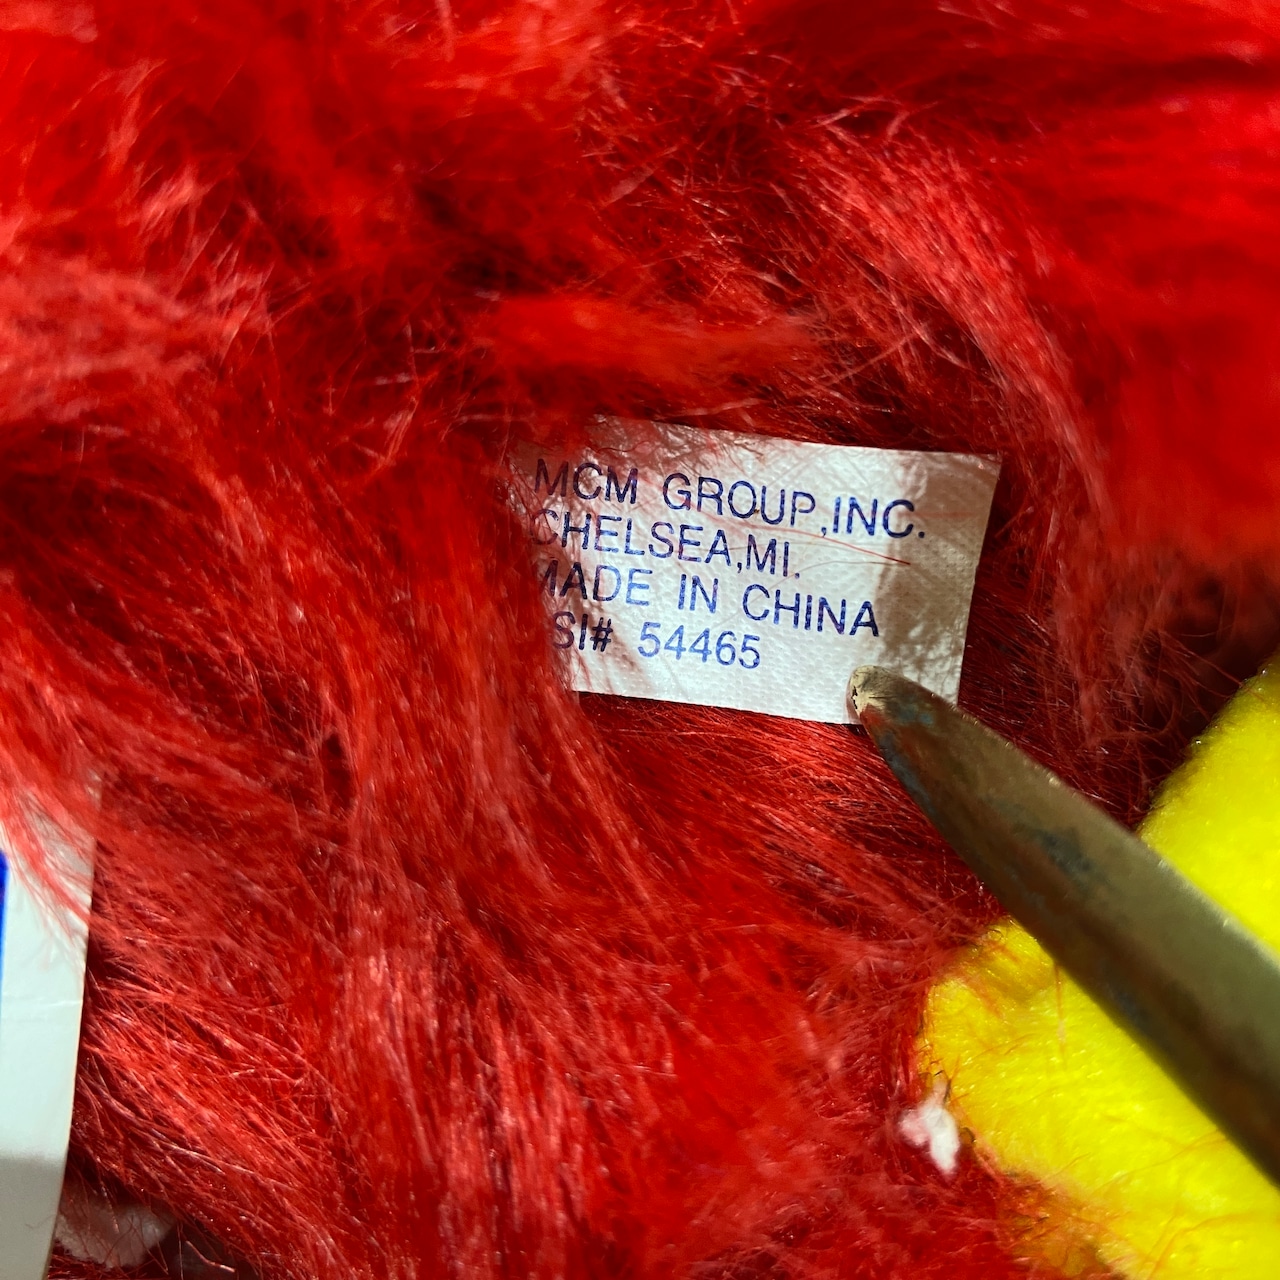 MCM GROUP,INC.
CHELSEA,MI.
MADE IN CHINA
SI# 54465